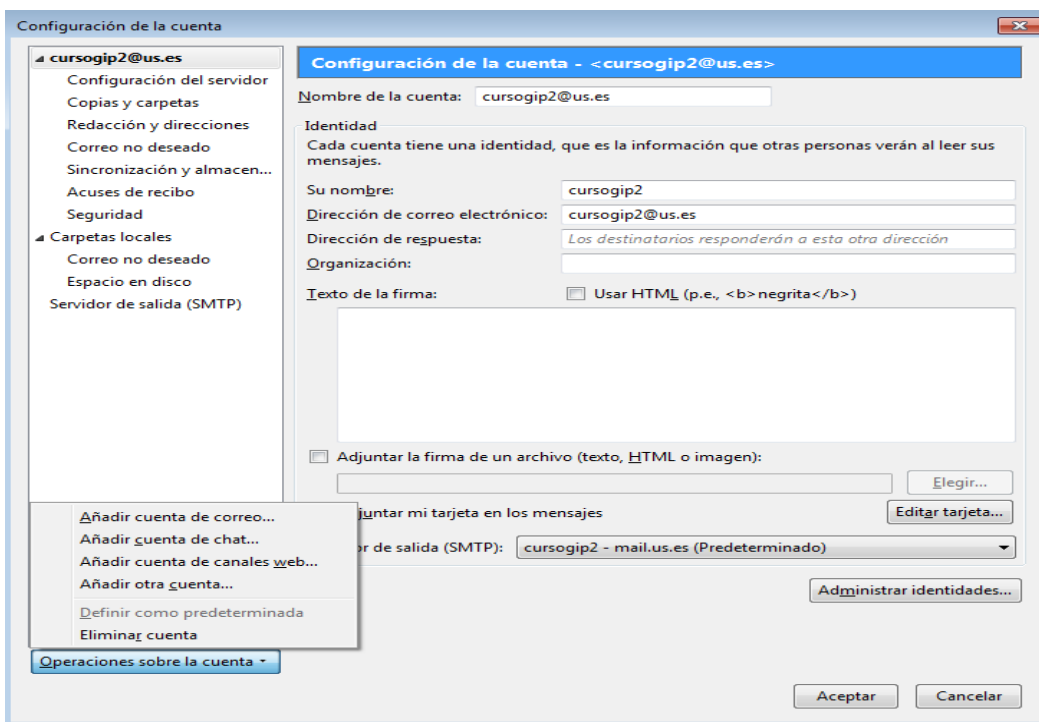 Configuración de la cuenta
cursogip2@us.es
Configuración del servidor
Copias y carpetas
Redacción y direcciones
Correo no deseado
Sincronización y almacen...
Acuses de recibo
Seguridad
Carpetas locales
Correo no deseado
Espacio en disco
Servidor de salida (SMTP)
Configuración de la cuenta - <cursogip2@us.es>
Nombre de la cuenta: cursogip2@us.es
Identidad
Cada cuenta tiene una identidad, que es la información que otras personas verán al leer sus
mensajes.
Su nombre: cursogip2
Dirección de correo electrónico: cursogip2@us.es
Dirección de respuesta: Los destinatarios responderán a esta otra dirección
Organización:
Texto de la firma: Usar HTML (p.e., <b>negrita</b>)
Adjuntar la firma de un archivo (texto, HTML o imagen):
Elegir...
juntar mi tarjeta en los mensajes Editar tarjeta...
or de salida (SMTP): cursogip2 - mail.us.es (Predeterminado)
Administrar identidades...
Añadir cuenta de correo...
Añadir cuenta de chat...
Añadir cuenta de canales web...
Añadir otra cuenta...
Definir como predeterminada
Eliminar cuenta
Operaciones sobre la cuenta
Aceptar Cancelar